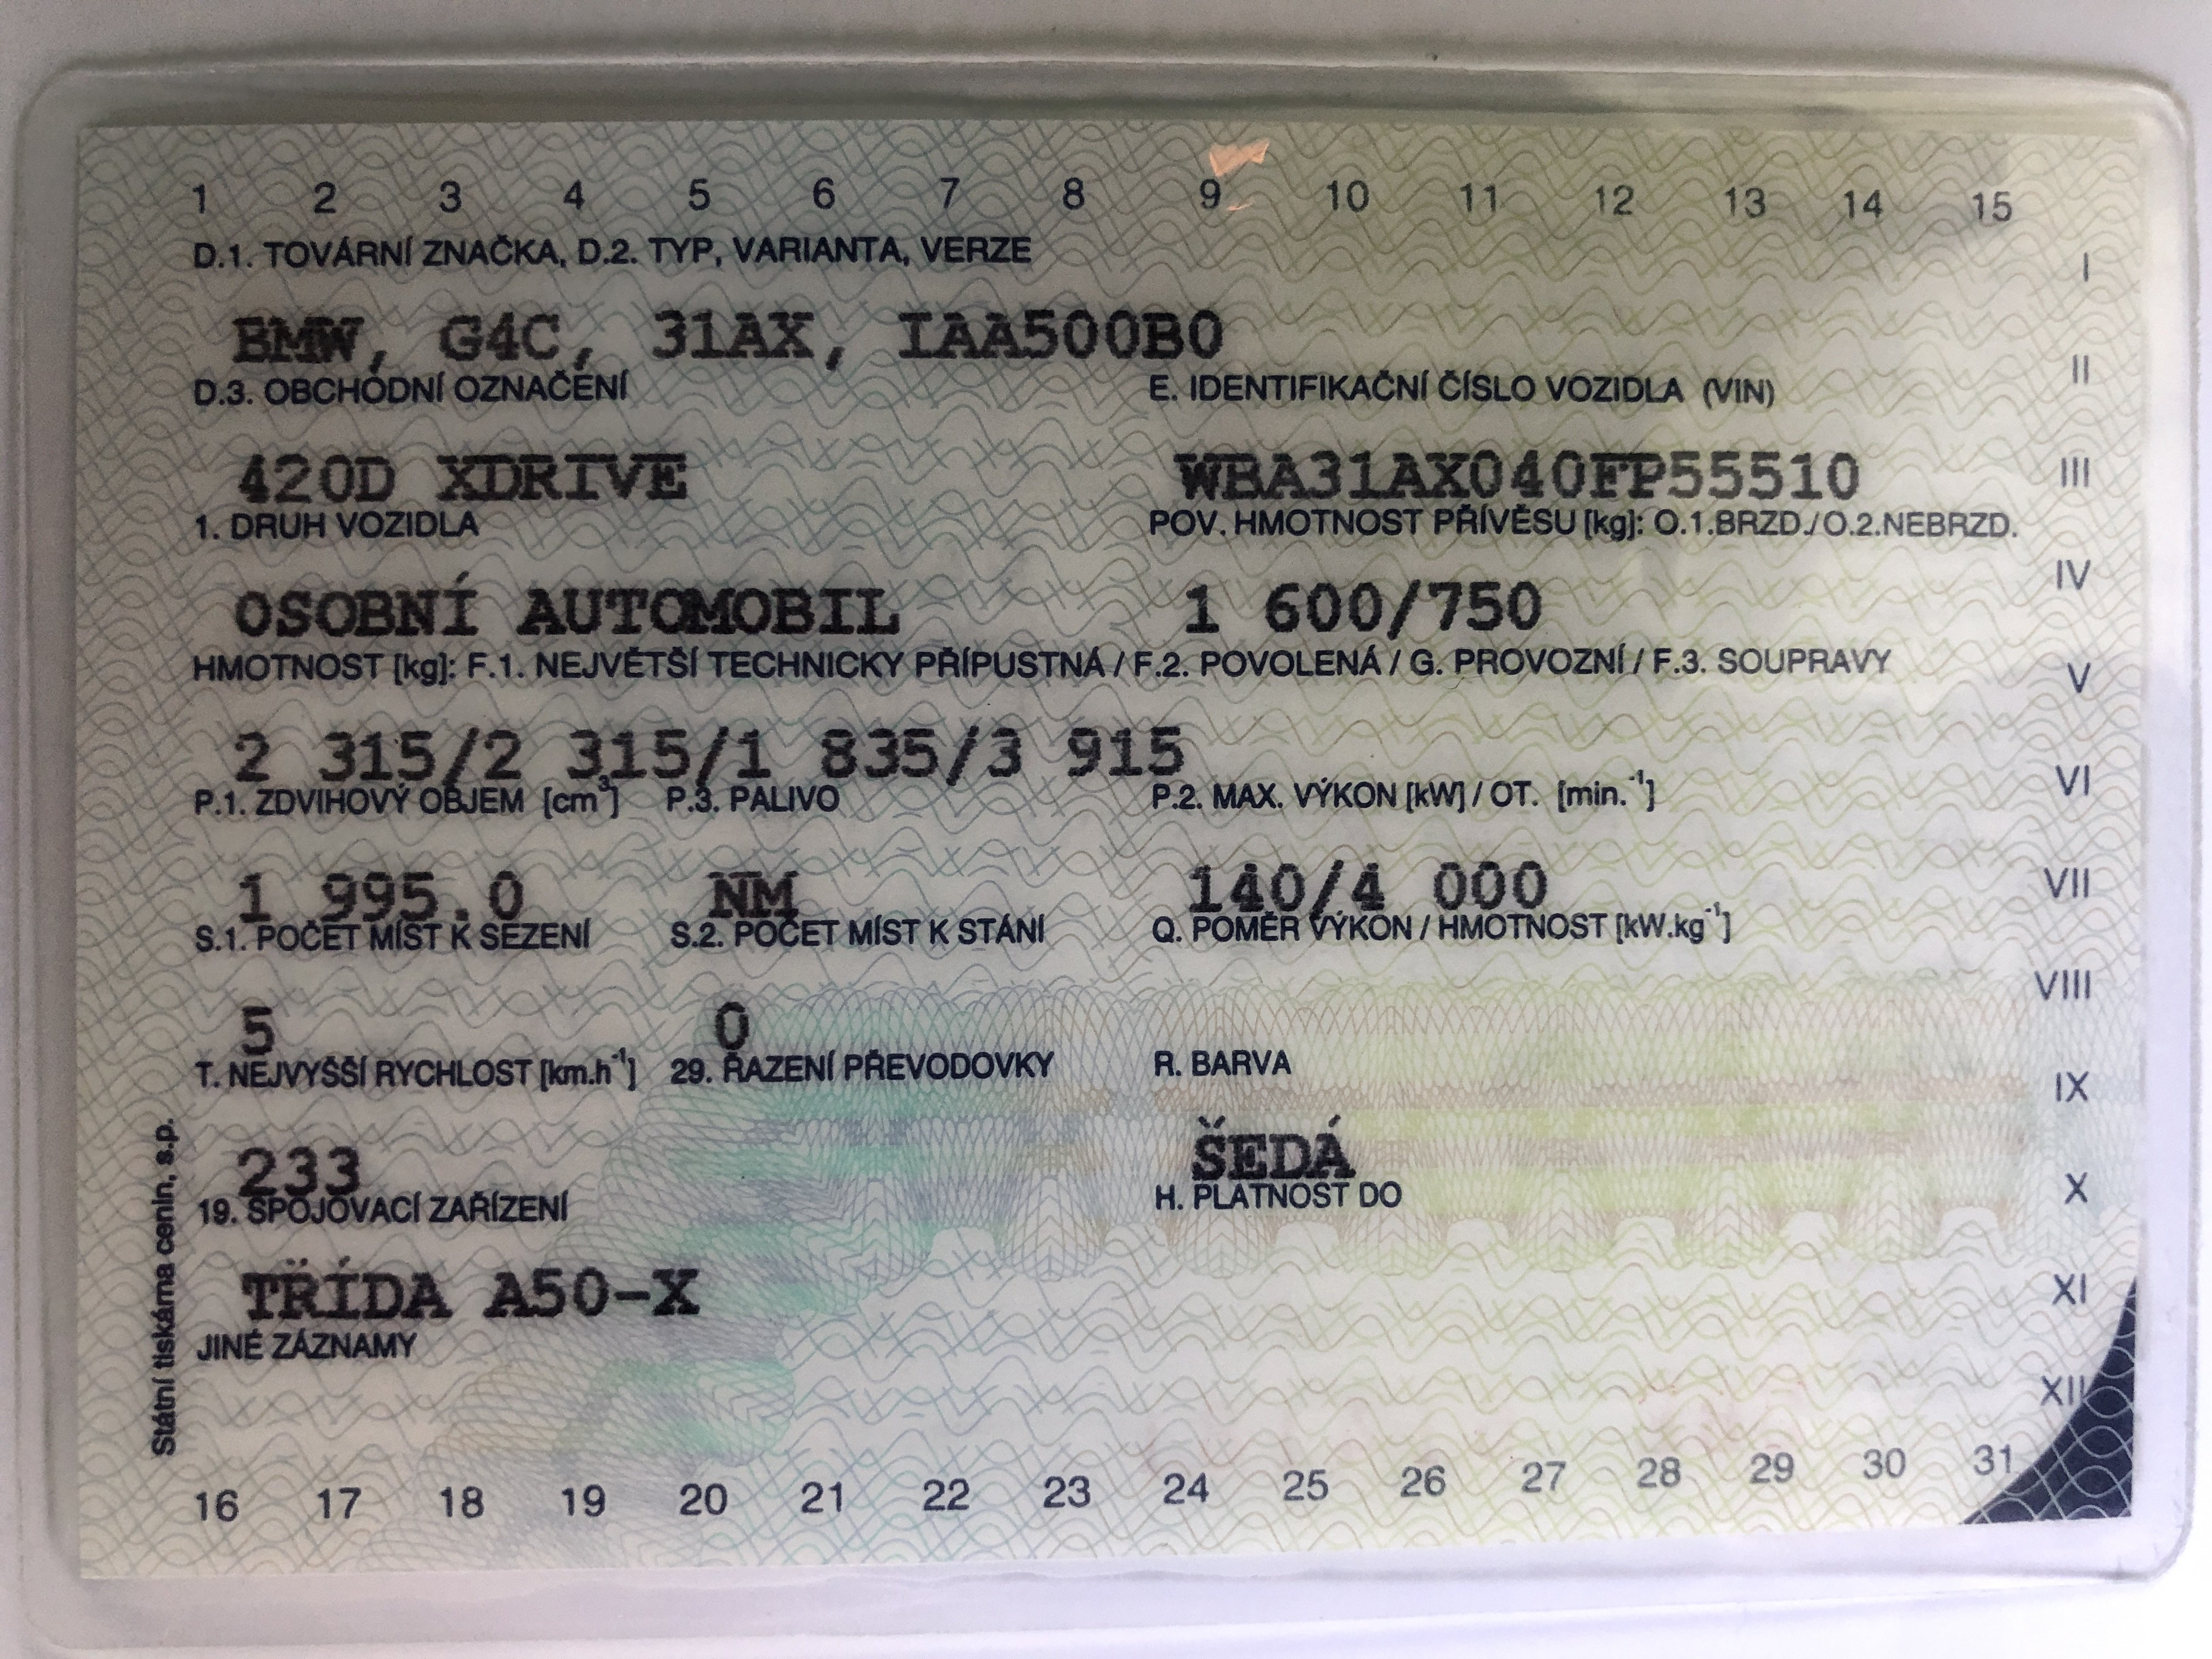 1 2 3 4 5 6 7 8 9 10 11 12 13 14 15
D.1. TOVÁRNÍ ZNAČKA, D.2. TYP, VARIANTA, VERZE
I
BMW, G4C, 31AX, IAA500B0
D.3. OBCHODNÍ OZNAČENÍ E. IDENTIFIKAČNÍ ČÍSLO VOZIDLA (VIN)
II
420D XDRIVE WBA31AX040FP55510
III
1. DRUH VOZIDLA POV. HMOTNOST PŘÍVĚSU [kg]: O.1.BRZD./O.2.NEBRZD.
OSOBNÍ AUTOMOBIL 1 600/750
IV
HMOTNOST [kg]: F.1. NEJVĚTŠÍ TECHNICKY PŘÍPUSTNÁ / F.2. POVOLENÁ / G. PROVOZNÍ / F.3. SOUPRAVY
V
2 315/2 315/1 835/3 915
P.1. ZDVIHOVÝ OBJEM [cm³] P.3. PALIVO P.2. MAX. VÝKON [kW] / OT. [min.⁻¹]
VI
1 995.0 NM 140/4 000
VII
S.1. POČET MÍST K SEZENÍ S.2. POČET MÍST K STÁNÍ Q. POMĚR VÝKON / HMOTNOST [kW.kg⁻¹]
VIII
5 0
T. NEJVYŠŠÍ RYCHLOST [km.h⁻¹] 29. ŘAZENÍ PŘEVODOVKY R. BARVA
IX
233 ŠEDÁ
19. SPOJOVACÍ ZAŘÍZENÍ H. PLATNOST DO
X
TŘÍDA A50-X
XI
JINÉ ZÁZNAMY
XII
16 17 18 19 20 21 22 23 24 25 26 27 28 29 30 31
Státní tiskárna cenin, s.p.